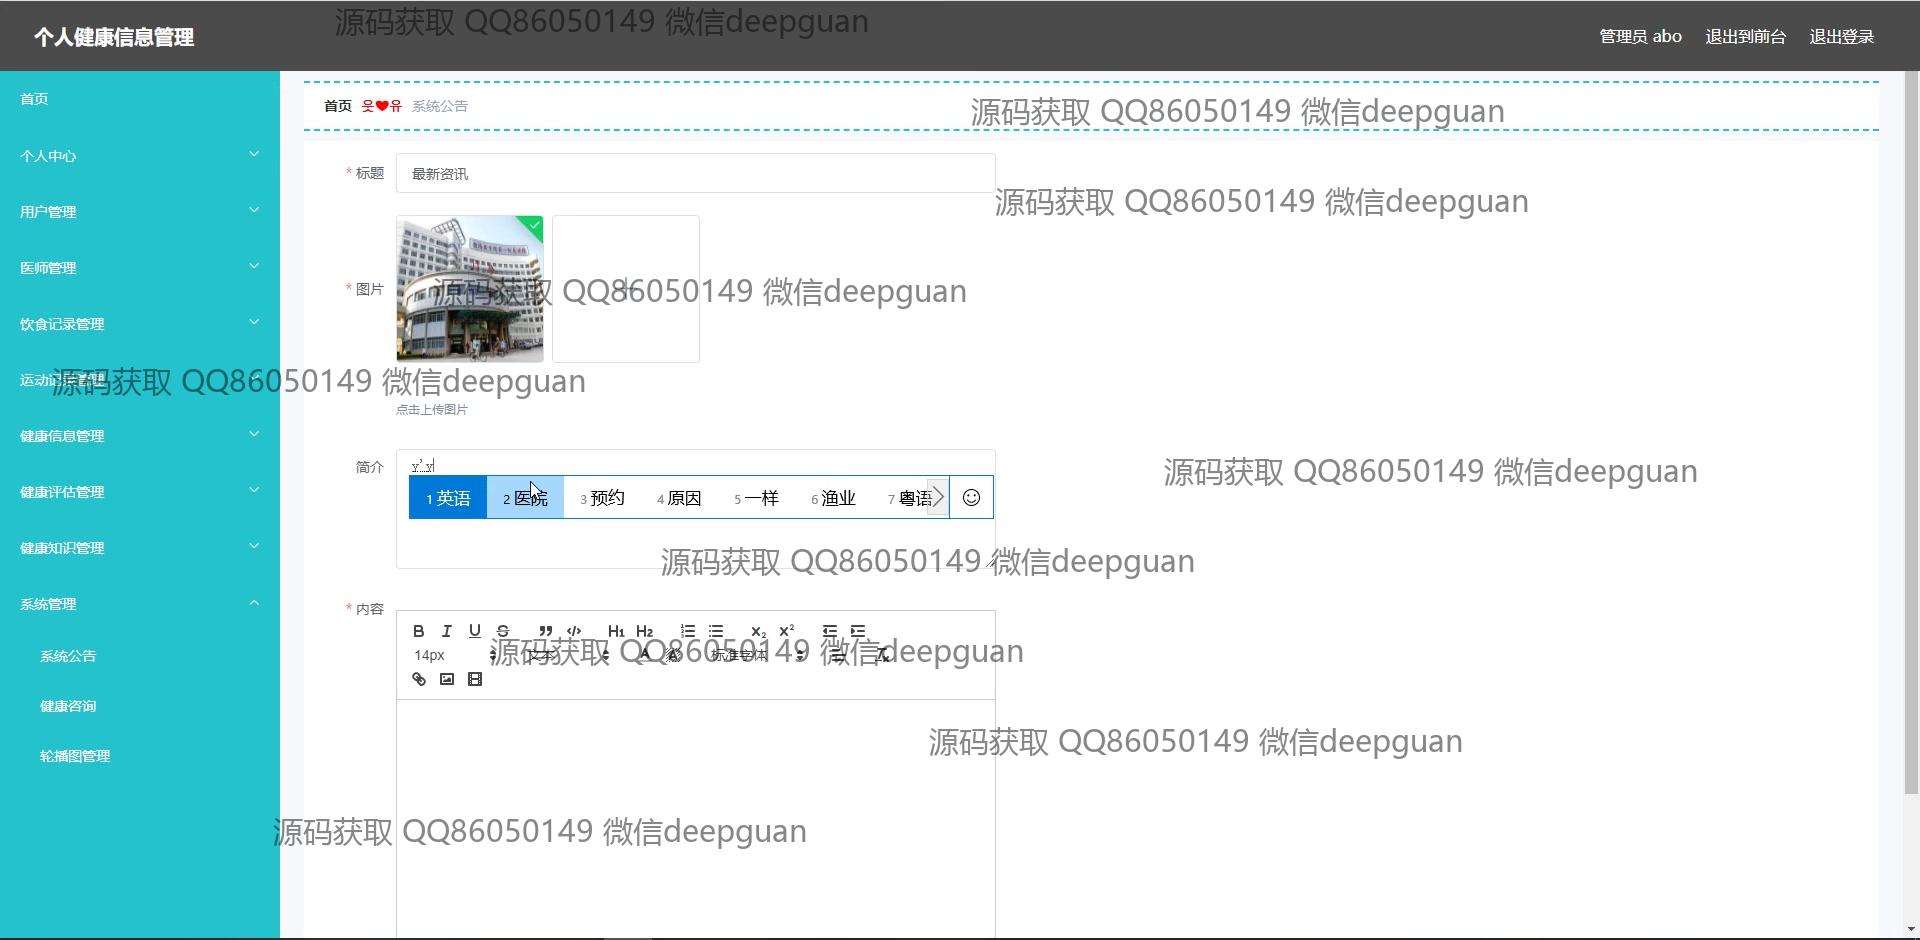 个人健康信息管理
源码获取 QQ86050149 微信deepguan
管理员 abo 退出到前台 退出登录
首页
个人中心
用户管理
医师管理
饮食记录管理
运动记录管理
健康信息管理
健康评估管理
健康知识管理
系统管理
系统公告
健康咨询
轮播图管理
首页 웃❤유 系统公告
源码获取 QQ86050149 微信deepguan
* 标题 最新资讯
源码获取 QQ86050149 微信deepguan
* 图片
源码获取 QQ86050149 微信deepguan
源码获取 QQ86050149 微信deepguan
点击上传图片
简介 y'y
1 英语 2 医院 3 预约 4 原因 5 一样 6 渔业 7 粤语
源码获取 QQ86050149 微信deepguan
源码获取 QQ86050149 微信deepguan
* 内容
B I U S ” </> H1 H2 x₂ x²
14px 文本 A A 标准字体
源码获取 QQ86050149 微信deepguan
源码获取 QQ86050149 微信deepguan
源码获取 QQ86050149 微信deepguan